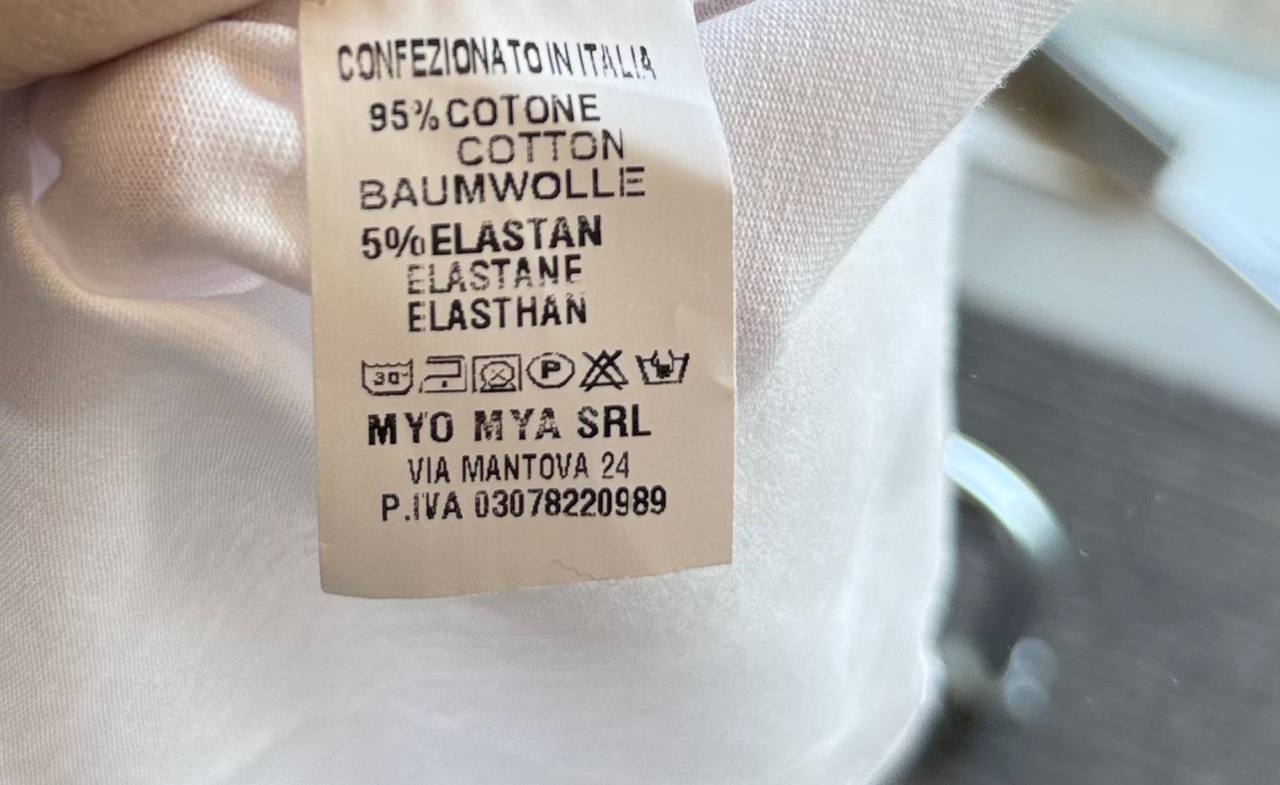 CONFEZIONATO IN ITALIA
95% COTONE
COTTON
BAUMWOLLE
5% ELASTAN
ELASTANE
ELASTHAN
30° P
MYO MYA SRL
VIA MANTOVA 24
P.IVA 03078220989